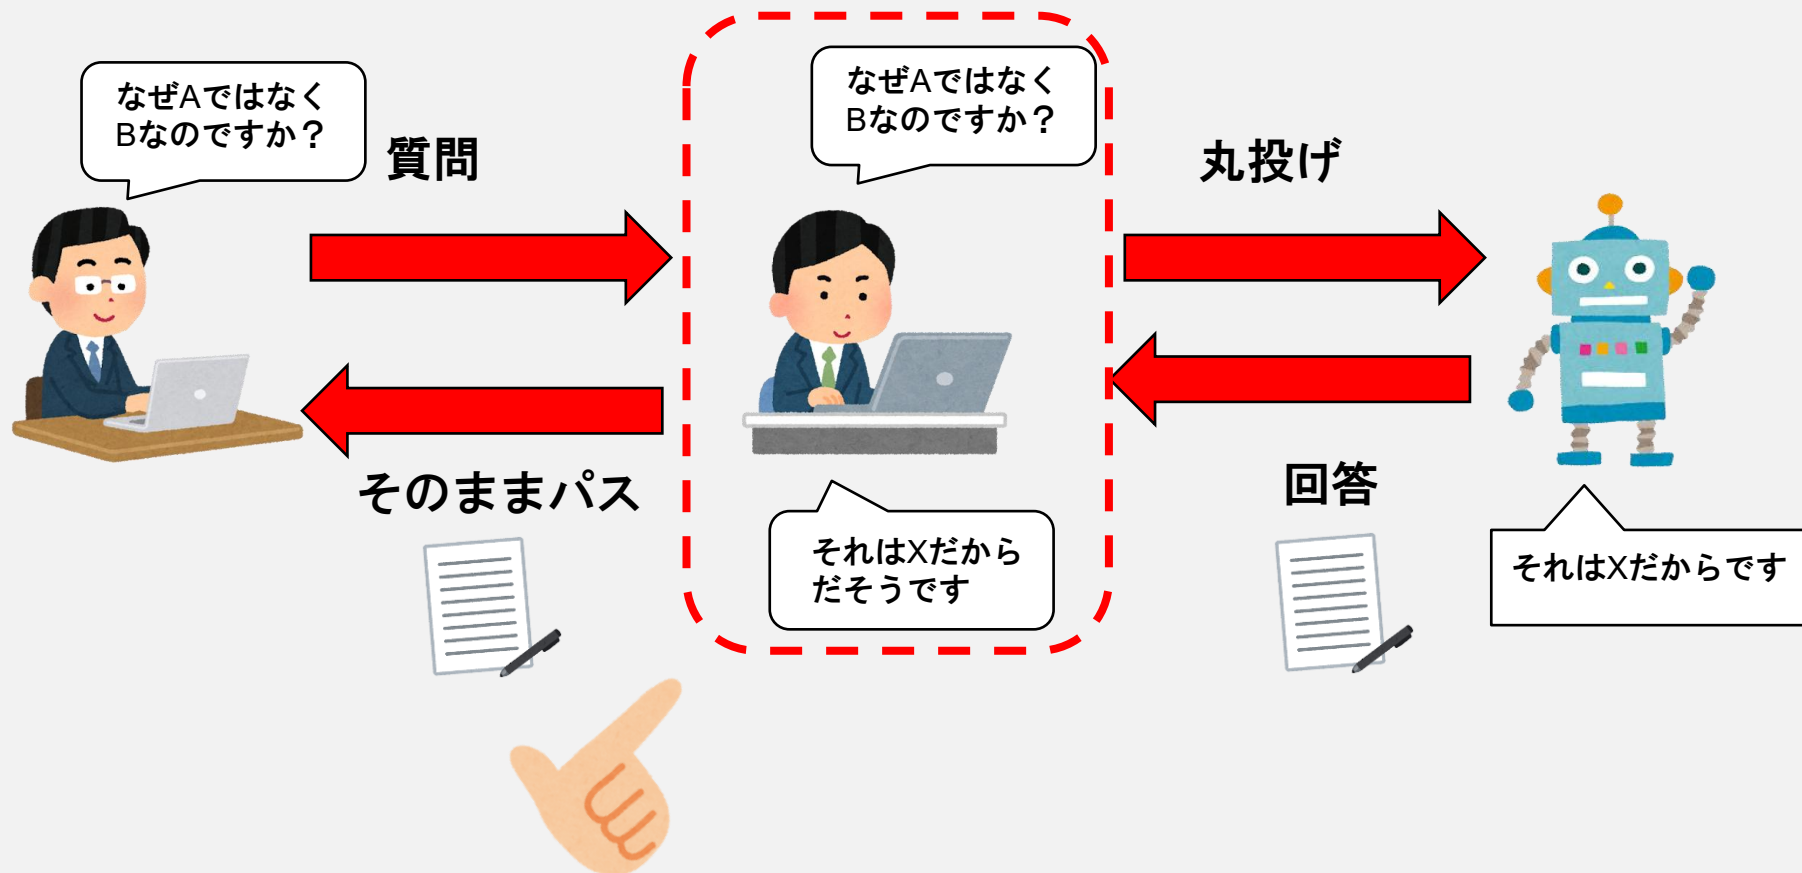 なぜAではなく
Bなのですか？
質問
なぜAではなく
Bなのですか？
丸投げ
そのままパス
回答
それはXだから
だそうです
それはXだからです